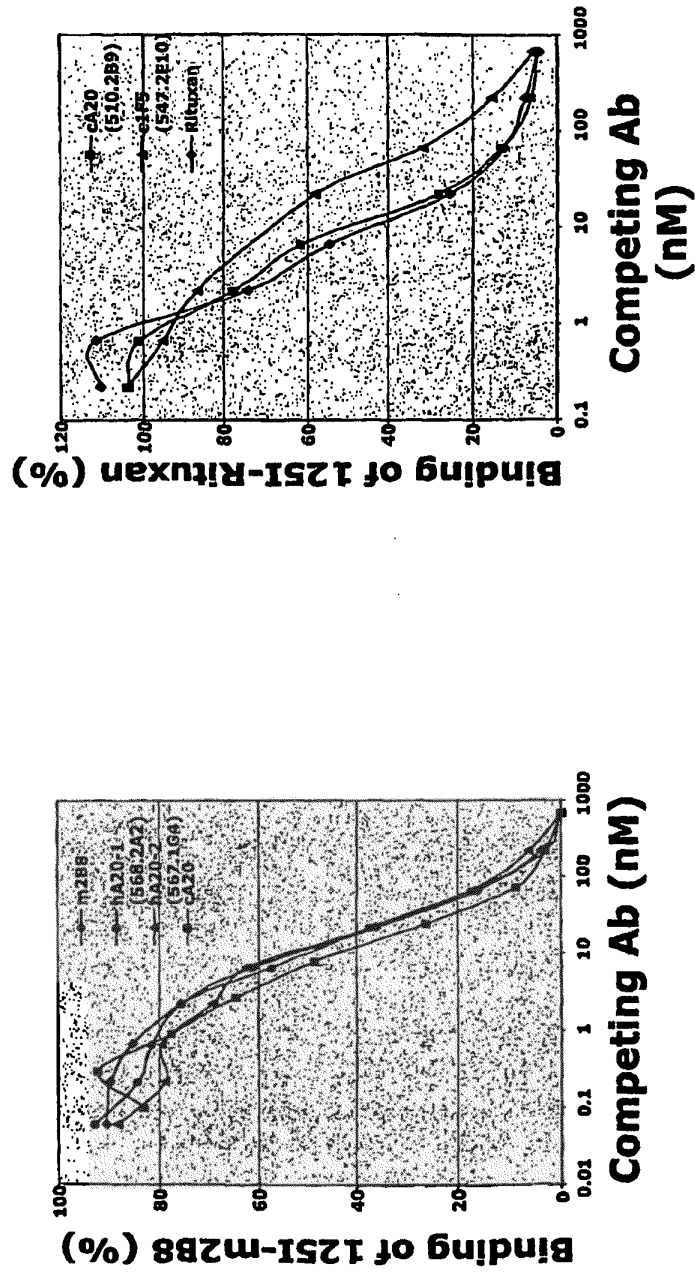 Binding of 125I-m2B8 (%)
100
80
60
40
20
0
m2B8
hA20-1
(568.2A2)
hA20-2
(557.1G4)
cA20
0.01
0.1
1
10
100
1000
Competing Ab (nM)
Binding of 125I-Rituxan (%)
120
100
80
60
40
20
0
cA20
(510.2B9)
c1F5
(547.2E10)
Rituxan
0.1
1
10
100
1000
Competing Ab
(nM)